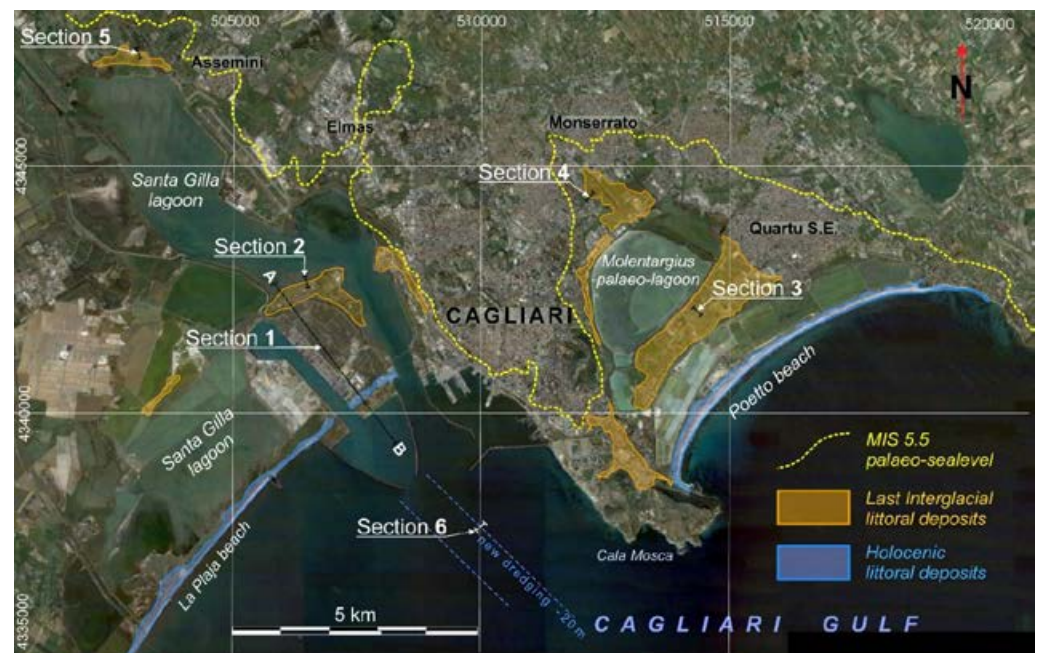 505000
510000
515000
520000
Section 5
Assemini
N
Elmas
Monserrato
4345000
Section 4
Santa Gilla
lagoon
Quartu S.E.
Section 2
A
Molentargius
palaeo-lagoon
Section 3
CAGLIARI
Section 1
Poetto beach
4340000
Santa Gilla
lagoon
B
MIS 5.5
palaeo-sealevel
Last Interglacial
littoral deposits
Section 6
new dredging -20m
La Plaja beach
Cala Mosca
Holocenic
littoral deposits
5 km
4335000
CAGLIARI GULF